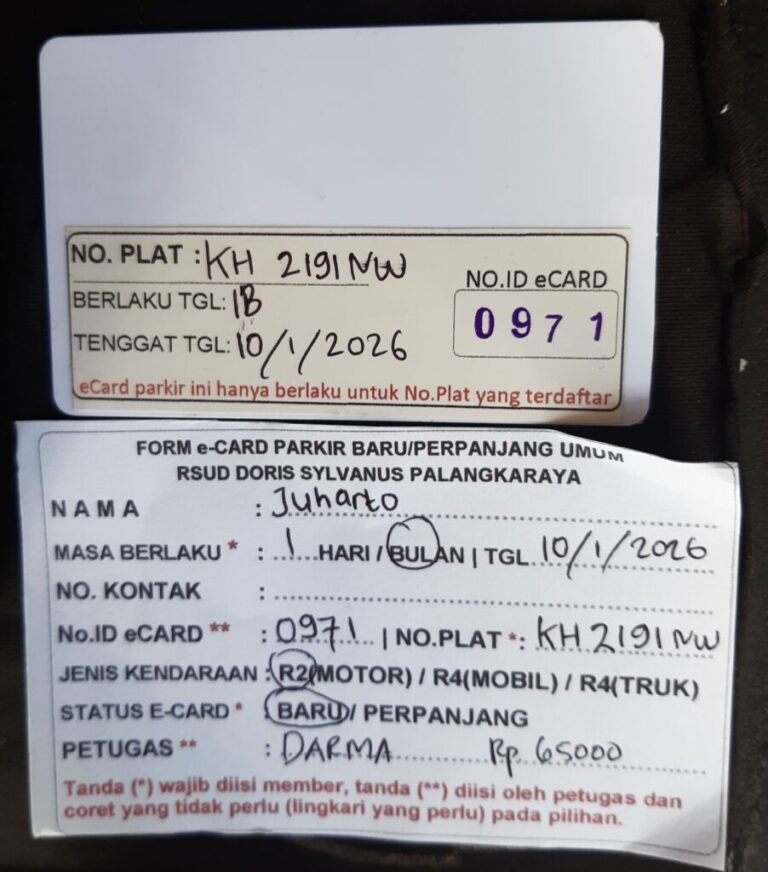 NO. PLAT : KH 2191 NW
BERLAKU TGL: 1B
NO.ID eCARD
0971
TENGGAT TGL: 10/1/2026
eCard parkir ini hanya berlaku untuk No.Plat yang terdaftar
FORM e-CARD PARKIR BARU/PERPANJANG UMUM
RSUD DORIS SYLVANUS PALANGKARAYA
NAMA : Juharto
MASA BERLAKU * : 1 HARI / BULAN | TGL 10/1/2026
NO. KONTAK :
No.ID eCARD ** : 0971 | NO.PLAT *: KH 2191 NW
JENIS KENDARAAN : R2(MOTOR) / R4(MOBIL) / R4(TRUK)
STATUS E-CARD * : BARU / PERPANJANG
PETUGAS ** : DARMA Rp 65000
Tanda (*) wajib diisi member, tanda (**) diisi oleh petugas dan
coret yang tidak perlu (lingkari yang perlu) pada pilihan.